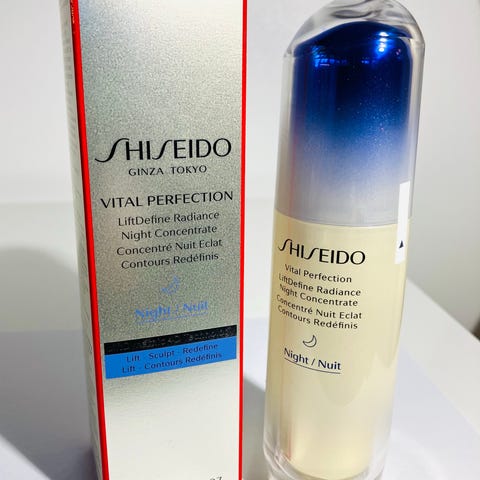 SHISEIDO
GINZA TOKYO
VITAL PERFECTION
LiftDefine Radiance
Night Concentrate
Concentré Nuit Eclat
Contours Redéfinis
Night / Nuit
Lift - Sculpt - Redefine
Lift - Contours Redéfinis
SHISEIDO
Vital Perfection
LiftDefine Radiance
Night Concentrate
Concentré Nuit Eclat
Contours Redéfinis
Night / Nuit